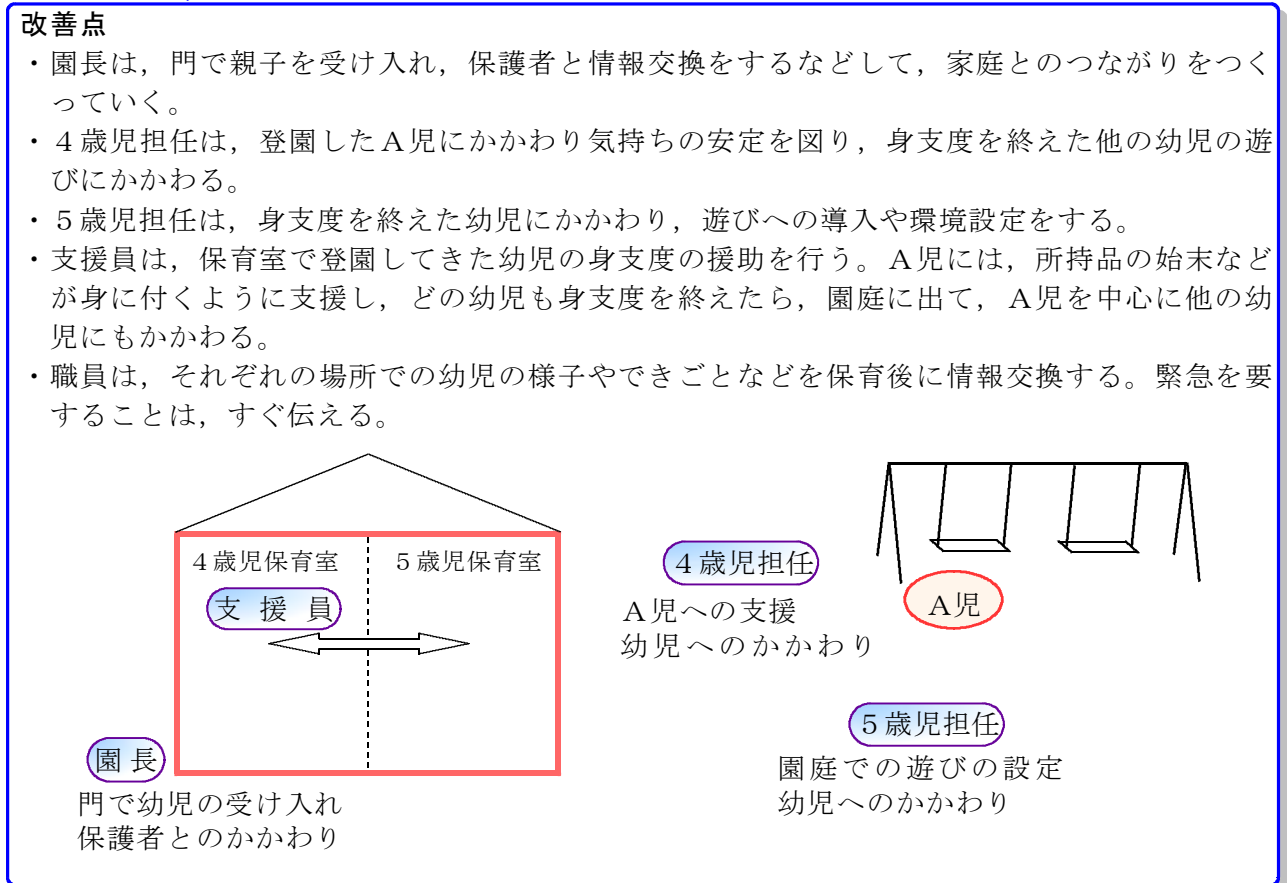 改善点
・園長は，門で親子を受け入れ，保護者と情報交換をするなどして，家庭とのつながりをつく
っていく。
・４歳児担任は，登園したＡ児にかかわり気持ちの安定を図り，身支度を終えた他の幼児の遊
びにかかわる。
・５歳児担任は，身支度を終えた幼児にかかわり，遊びへの導入や環境設定をする。
・支援員は，保育室で登園してきた幼児の身支度の援助を行う。Ａ児には，所持品の始末など
が身に付くように支援し，どの幼児も身支度を終えたら，園庭に出て，Ａ児を中心に他の幼
児にもかかわる。
・職員は，それぞれの場所での幼児の様子やできごとなどを保育後に情報交換する。緊急を要
することは，すぐ伝える。
４歳児保育室
５歳児保育室
支 援 員
園 長
門で幼児の受け入れ
保護者とのかかわり
４歳児担任
Ａ児への支援
幼児へのかかわり
Ａ児
５歳児担任
園庭での遊びの設定
幼児へのかかわり